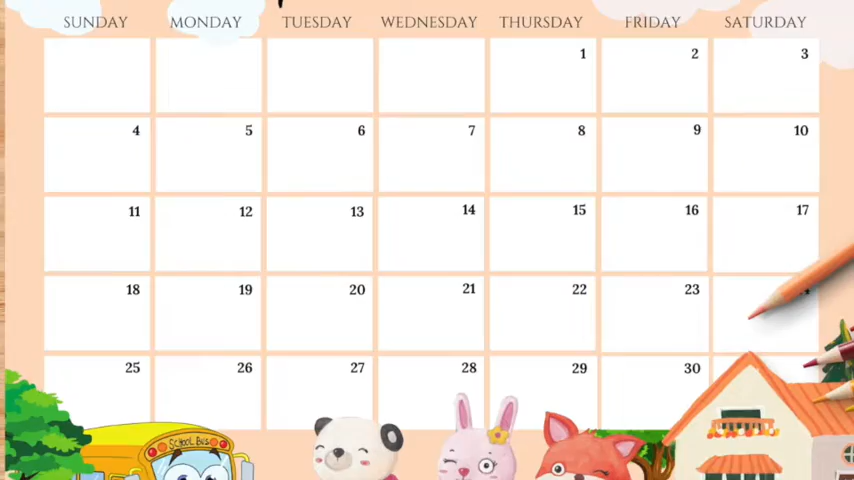 SUNDAY MONDAY TUESDAY WEDNESDAY THURSDAY FRIDAY SATURDAY
1 2 3
4 5 6 7 8 9 10
11 12 13 14 15 16 17
18 19 20 21 22 23
25 26 27 28 29 30
SCHOOL BUS